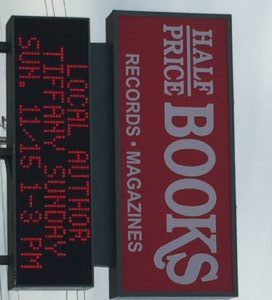 HALF
PRICE
BOOKS
RECORDS • MAGAZINES
LOCAL AUTHOR
TIFFANY SUNDAY
SUN. 11/15 1-3 PM